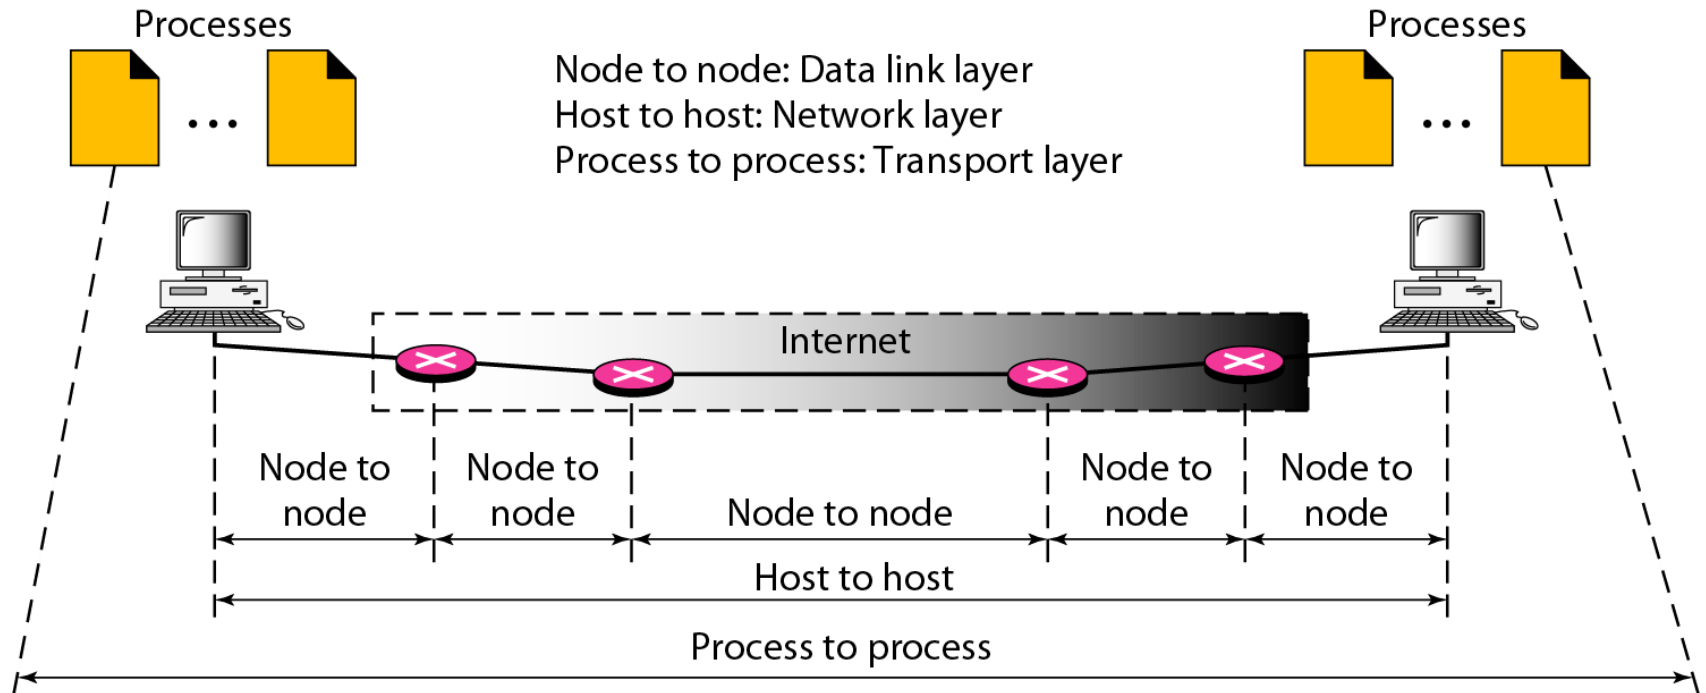 Processes
Processes
Node to node: Data link layer
Host to host: Network layer
Process to process: Transport layer
Internet
Node to
node
Node to
node
Node to node
Node to
node
Node to
node
Host to host
Process to process